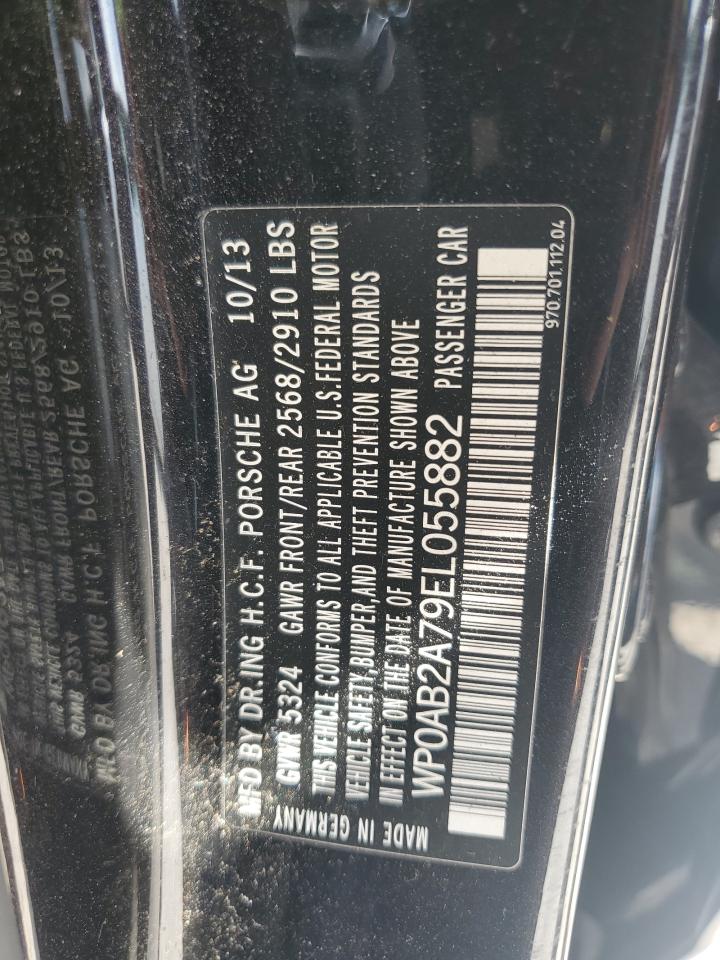 MFD BY DR.ING H.C.F. PORSCHE AG 10/13
GVWR 5324 GAWR FRONT/REAR 2568/2910 LBS
THIS VEHICLE CONFORMS TO ALL APPLICABLE U.S.FEDERAL MOTOR
VEHICLE SAFETY,BUMPER,AND THEFT PREVENTION STANDARDS
IN EFFECT ON THE DATE OF MANUFACTURE SHOWN ABOVE
WP0AB2A79EL055882 PASSENGER CAR
970.701.112.04
MADE IN GERMANY